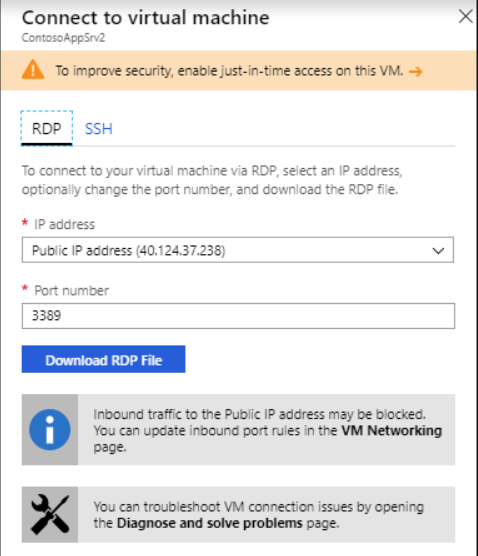 Connect to virtual machine
ContosoAppSrv2
To improve security, enable just-in-time access on this VM. →
RDP SSH
To connect to your virtual machine via RDP, select an IP address,
optionally change the port number, and download the RDP file.
* IP address
Public IP address (40.124.37.238)
* Port number
3389
Download RDP File
Inbound traffic to the Public IP address may be blocked.
You can update inbound port rules in the VM Networking
page.
You can troubleshoot VM connection issues by opening
the Diagnose and solve problems page.